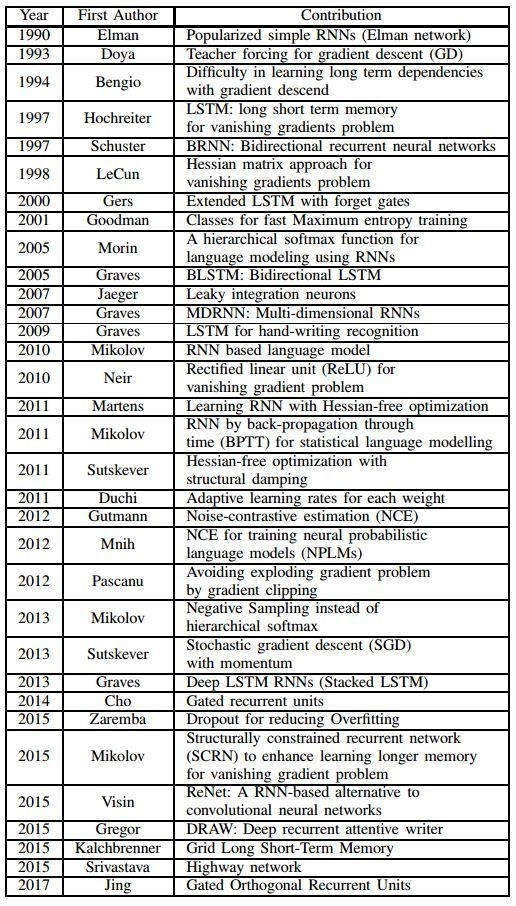 Year First Author Contribution
1990 Elman Popularized simple RNNs (Elman network)
1993 Doya Teacher forcing for gradient descent (GD)
1994 Bengio Difficulty in learning long term dependencies
with gradient descend
1997 Hochreiter LSTM: long short term memory
for vanishing gradients problem
1997 Schuster BRNN: Bidirectional recurrent neural networks
1998 LeCun Hessian matrix approach for
vanishing gradients problem
2000 Gers Extended LSTM with forget gates
2001 Goodman Classes for fast Maximum entropy training
2005 Morin A hierarchical softmax function for
language modeling using RNNs
2005 Graves BLSTM: Bidirectional LSTM
2007 Jaeger Leaky integration neurons
2007 Graves MDRNN: Multi-dimensional RNNs
2009 Graves LSTM for hand-writing recognition
2010 Mikolov RNN based language model
2010 Neir Rectified linear unit (ReLU) for
vanishing gradient problem
2011 Martens Learning RNN with Hessian-free optimization
2011 Mikolov RNN by back-propagation through
time (BPTT) for statistical language modelling
2011 Sutskever Hessian-free optimization with
structural damping
2011 Duchi Adaptive learning rates for each weight
2012 Gutmann Noise-contrastive estimation (NCE)
2012 Mnih NCE for training neural probabilistic
language models (NPLMs)
2012 Pascanu Avoiding exploding gradient problem
by gradient clipping
2013 Mikolov Negative Sampling instead of
hierarchical softmax
2013 Sutskever Stochastic gradient descent (SGD)
with momentum
2013 Graves Deep LSTM RNNs (Stacked LSTM)
2014 Cho Gated recurrent units
2015 Zaremba Dropout for reducing Overfitting
2015 Mikolov Structurally constrained recurrent network
(SCRN) to enhance learning longer memory
for vanishing gradient problem
2015 Visin ReNet: A RNN-based alternative to
convolutional neural networks
2015 Gregor DRAW: Deep recurrent attentive writer
2015 Kalchbrenner Grid Long Short-Term Memory
2015 Srivastava Highway network
2017 Jing Gated Orthogonal Recurrent Units